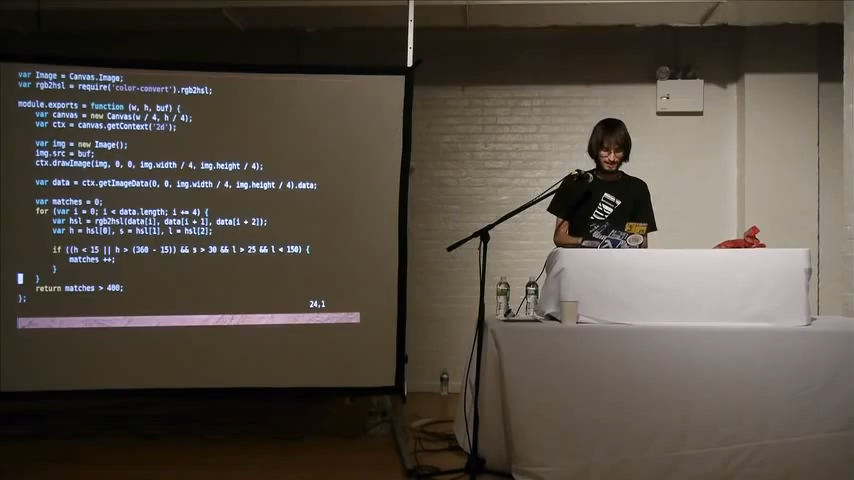 var Image = Canvas.Image;
var rgb2hsl = require('color-convert').rgb2hsl;
module.exports = function (w, h, buf) {
var canvas = new Canvas(w / 4, h / 4);
var ctx = canvas.getContext('2d');
var img = new Image();
img.src = buf;
ctx.drawImage(img, 0, 0, img.width / 4, img.height / 4);
var data = ctx.getImageData(0, 0, img.width / 4, img.height / 4).data;
var matches = 0;
for (var i = 0; i < data.length; i += 4) {
var hsl = rgb2hsl(data[i], data[i + 1], data[i + 2]);
var h = hsl[0], s = hsl[1], l = hsl[2];
if ((h < 15 || h > (360 - 15)) && s > 30 && l > 25 && l < 150) {
matches ++;
}
}
return matches > 400;
};
24,1